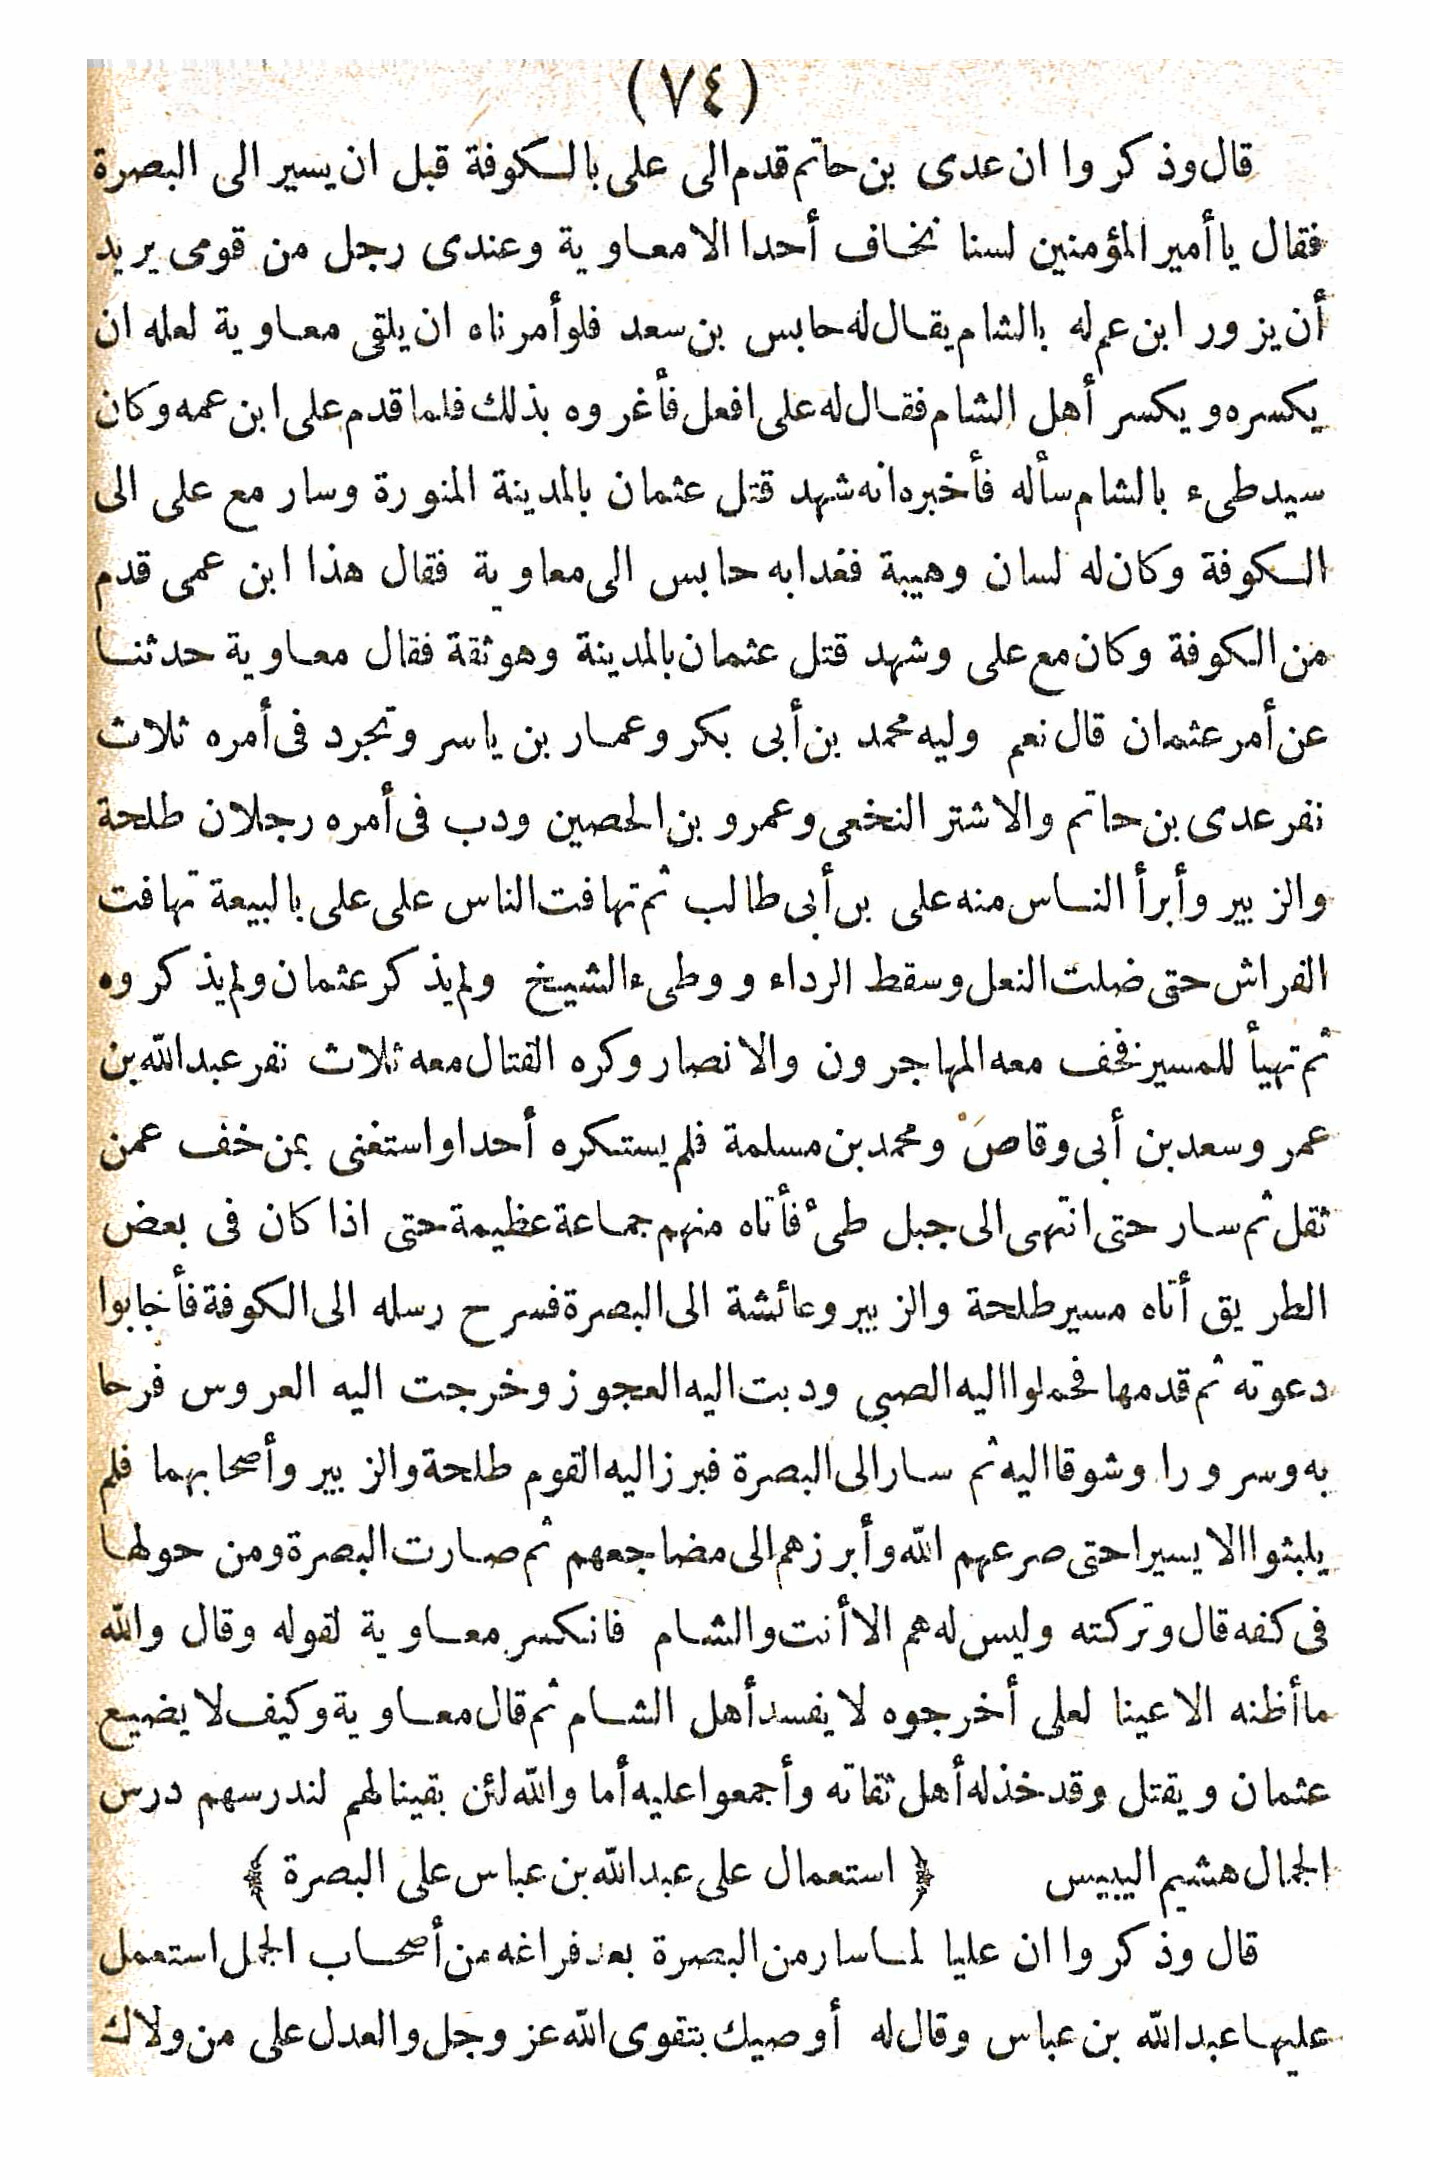 (٧٤)
قال وذكروا ان عدى بن حاتم قدم الى على بالكوفة قبل ان يسير الى البصرة
فقال يا أمير المؤمنين لسنا نخاف أحدا الا معاوية وعندى رجل من قومى يريد
أن يزور ابن عم له بالشام يقال له حابس بن سعد فلو أمرناه ان يلقى معاوية لعله ان
يكسره ويكسر أهل الشام فقال له على افعل فأغروه بذلك فلما قدم على ابن عمه وكان
سيد طىء بالشام سأله فأخبره انه شهد قتل عثمان بالمدينة المنورة وسار مع على الى
الكوفة وكان له لسان وهيبة فغدا به حابس الى معاوية فقال هذا ابن عمى قدم
من الكوفة وكان مع على وشهد قتل عثمان بالمدينة وهو ثقة فقال معاوية حدثنا
عن أمر عثمان قال نعم وليه محمد بن أبى بكر وعمار بن ياسر وتجرد فى أمره ثلاث
نفر عدى بن حاتم والاشتر النخعى وعمرو بن الحصين ودب فى أمره رجلان طلحة
والزبير وأبرأ الناس منه على بن أبى طالب ثم تهافت الناس على على بالبيعة تهافت
الفراش حتى ضلت النعل وسقط الرداء ووطىء الشيخ ولم يذكر عثمان ولم يذكروه
ثم تهيأ للمسير فخف معه المهاجرون والانصار وكره القتال معه ثلاث نفر عبد الله بن
عمر وسعد بن أبى وقاص ومحمد بن مسلمة فلم يستكره أحدا واستغنى بمن خف عمن
ثقل ثم سار حتى انتهى الى جبل طئ فأتاه منهم جماعة عظيمة حتى اذا كان فى بعض
الطريق أتاه مسير طلحة والزبير وعائشة الى البصرة فسرح رسله الى الكوفة فأجابوا
دعوته ثم قدمها فحملوا اليه الصبى ودبت اليه العجوز وخرجت اليه العروس فرحا
به وسرورا وشوقا اليه ثم سار الى البصرة فبرز اليه القوم طلحة والزبير وأصحابهما فلم
يلبثوا الا يسيرا حتى صرعهم الله وأبرزهم الى مضاجعهم ثم صارت البصرة ومن حولها
فى كفه قال وتركته وليس له هم الا أنت والشام فانكسر معاوية لقوله وقال والله
ما أظنه الا عينا لعلى أخرجوه لا يفسد أهل الشام ثم قال معاوية وكيف لا يضيع
عثمان ويقتل وقد خذله أهل ثقاته وأجمعوا عليه أما والله لئن بقينا لهم لندرسهم درس
الجمال هشيم اليبيس ﴿ استعمال على عبد الله بن عباس على البصرة ﴾
قال وذكروا ان عليا لما سار من البصرة بعد فراغه من أصحاب الجمل استعمل
عليها عبد الله بن عباس وقال له أوصيك بتقوى الله عز وجل والعدل على من ولاك